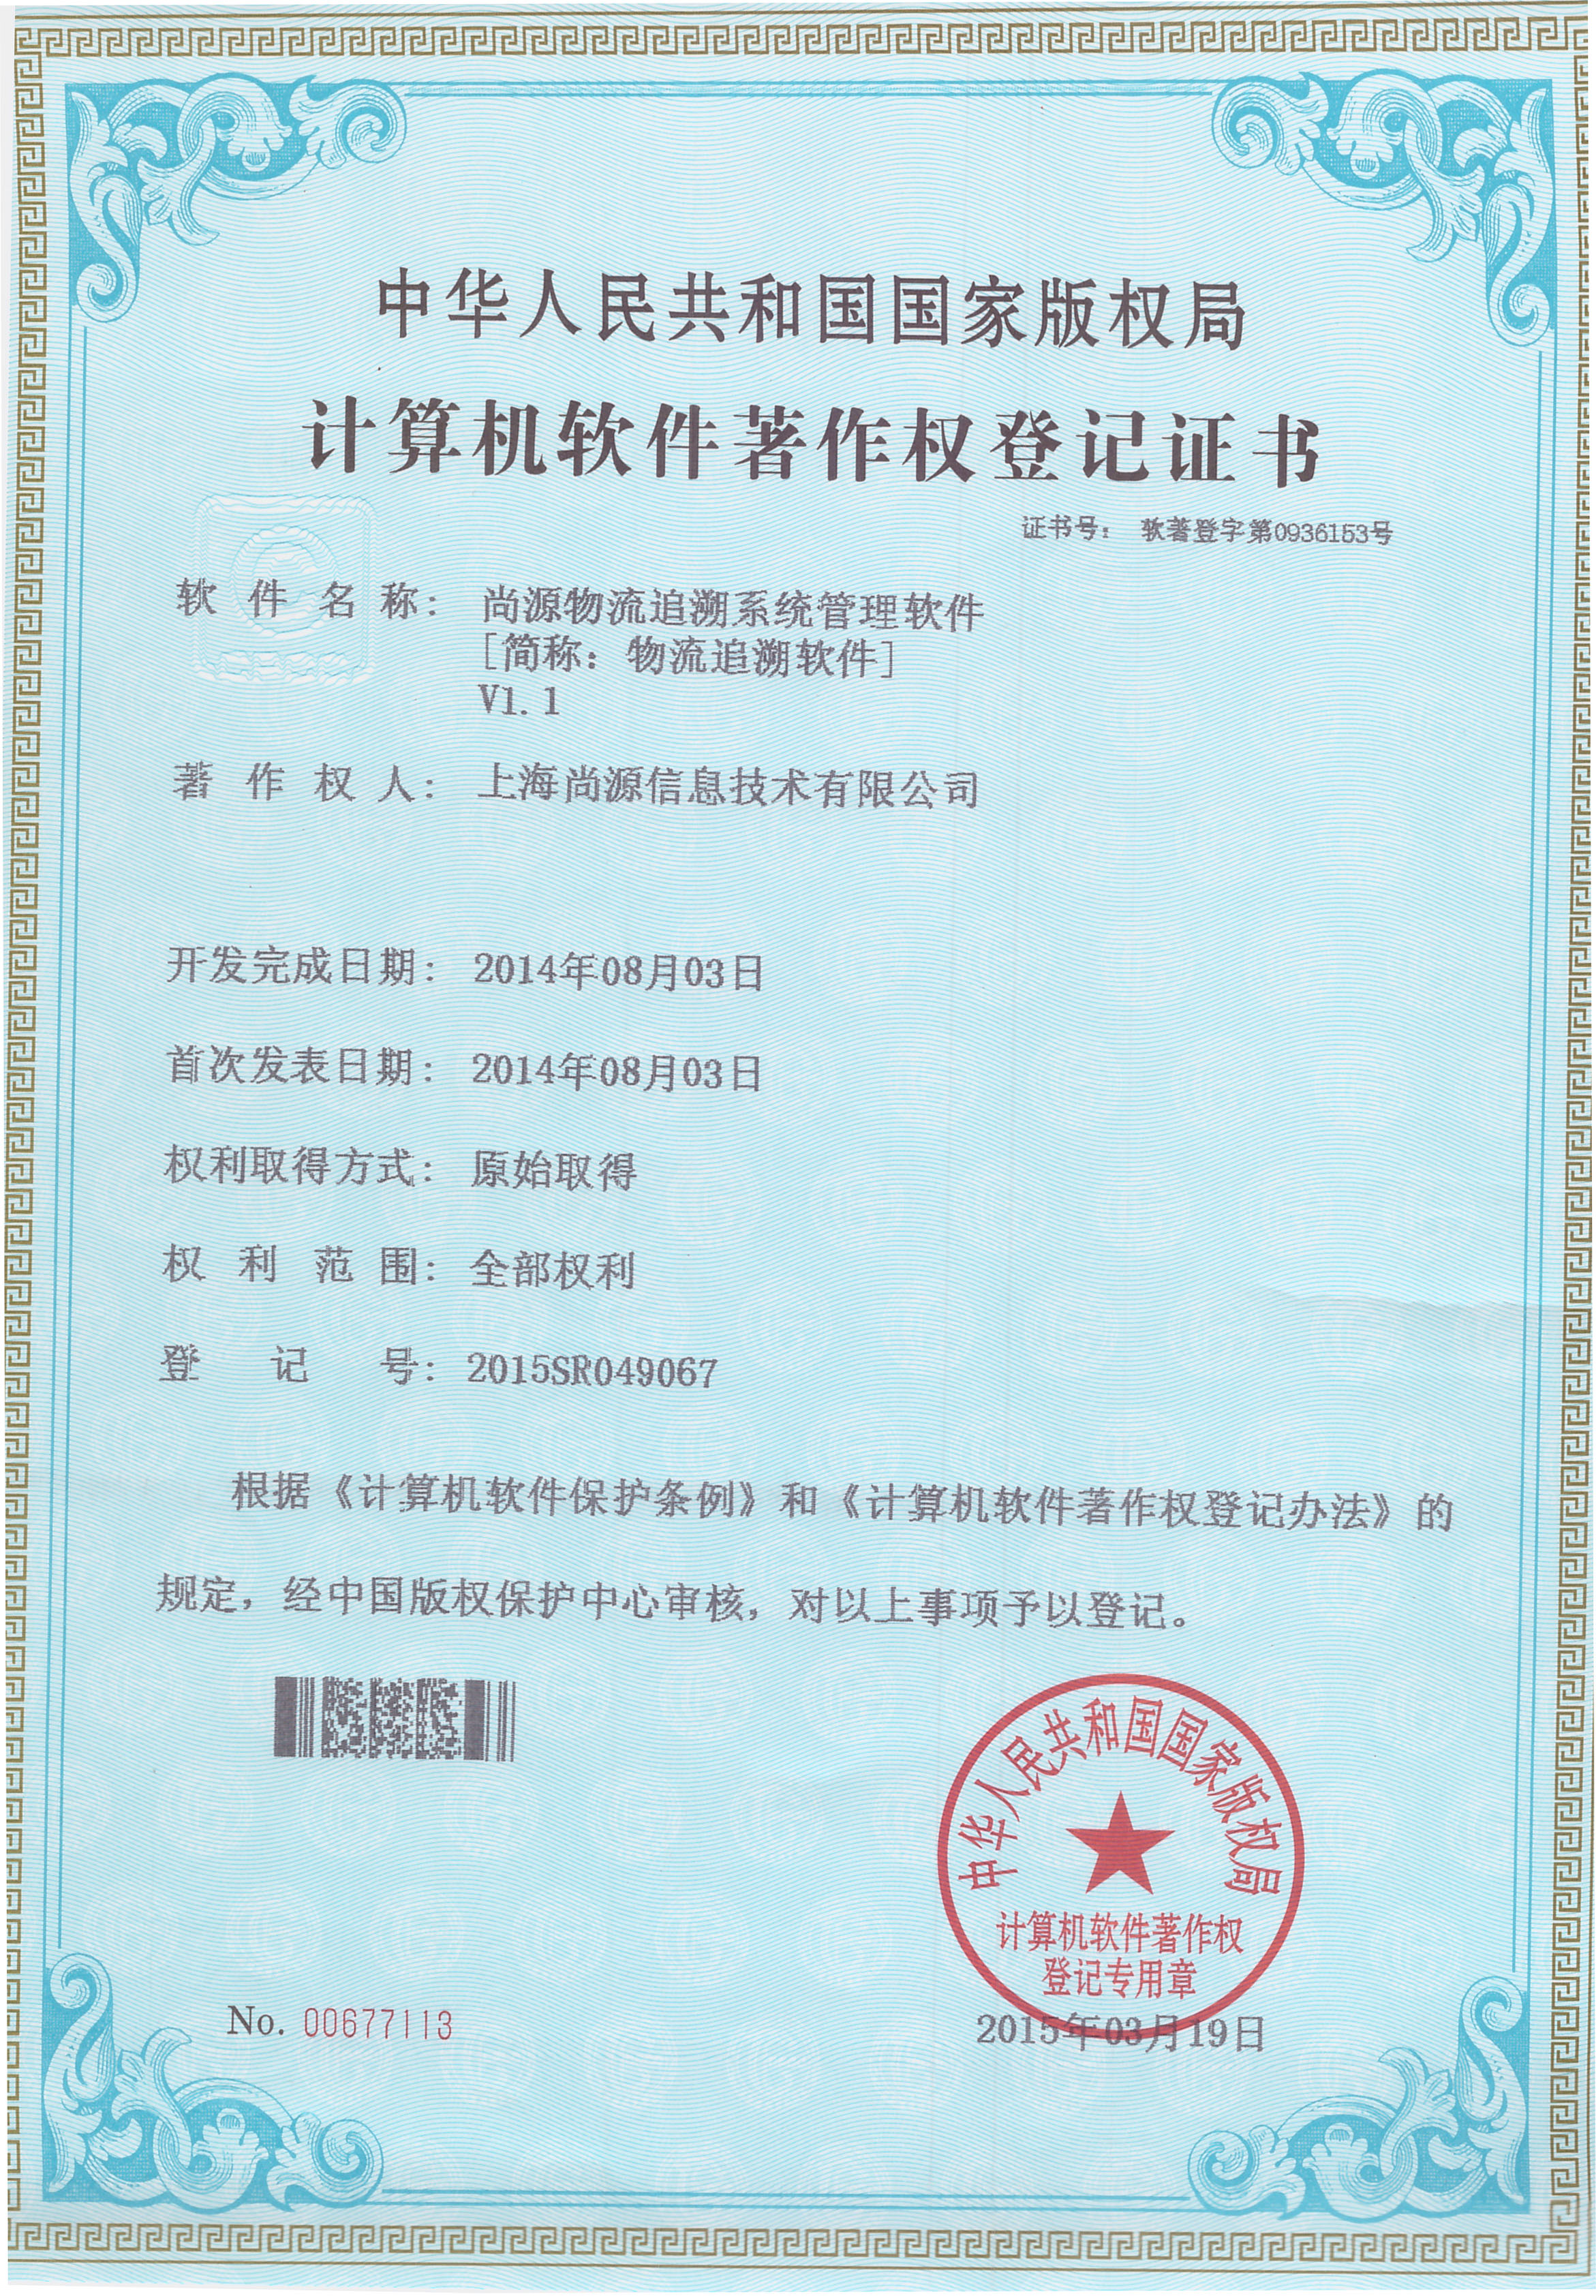 中华人民共和国国家版权局
计算机软件著作权登记证书
证书号： 软著登字第0936153号
软件名称： 尚源物流追溯系统管理软件
[简称：物流追溯软件]
V1.1
著作权人： 上海尚源信息技术有限公司
开发完成日期： 2014年08月03日
首次发表日期： 2014年08月03日
权利取得方式： 原始取得
权利范围： 全部权利
登记号： 2015SR049067
根据《计算机软件保护条例》和《计算机软件著作权登记办法》的
规定，经中国版权保护中心审核，对以上事项予以登记。
中华人民共和国国家版权局
计算机软件著作权
登记专用章
No. 00677113
2015年03月19日